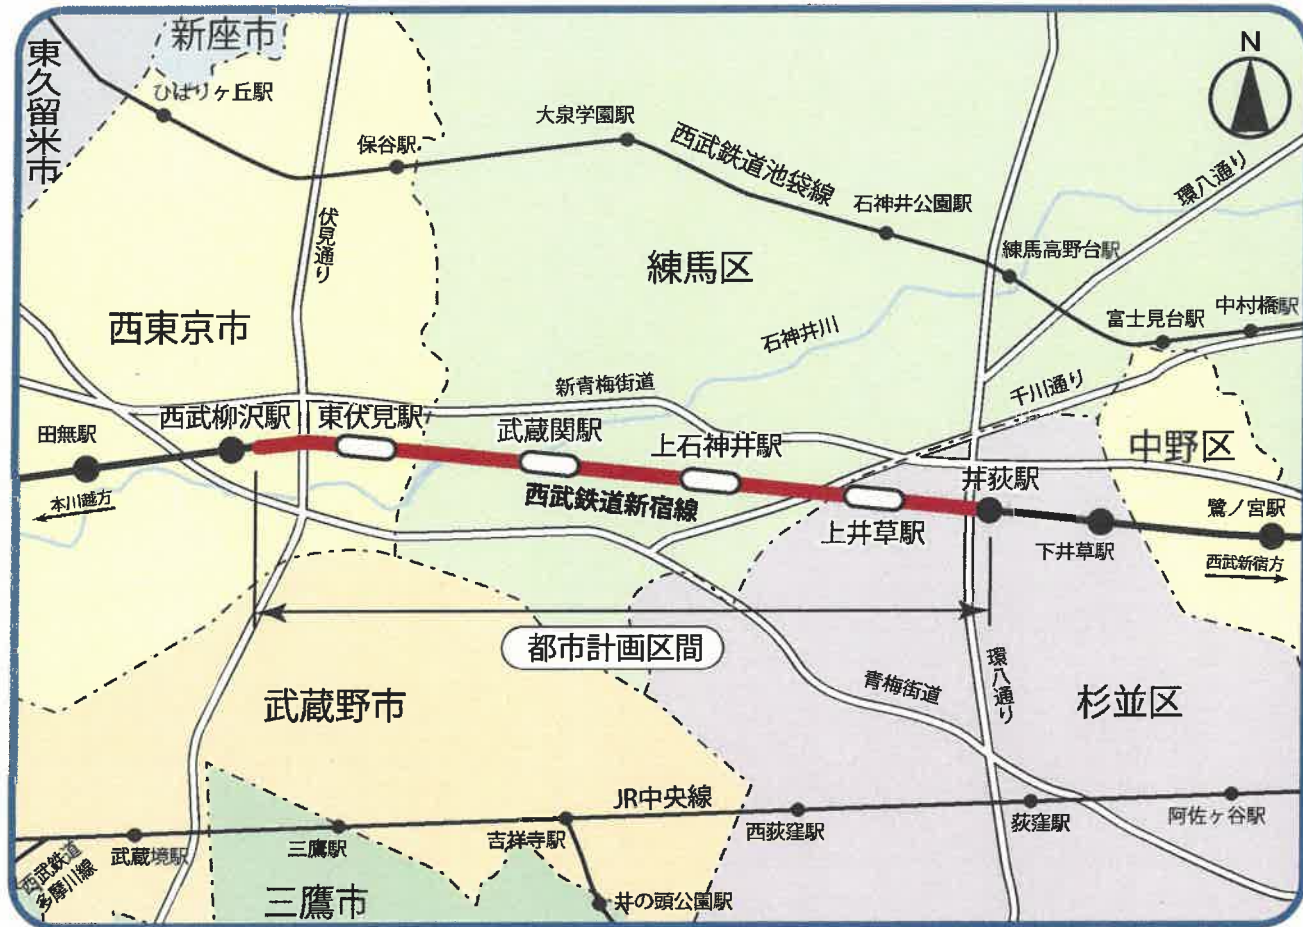 新座市
東久留米市
ひばりヶ丘駅
保谷駅
大泉学園駅
西武鉄道池袋線
石神井公園駅
環八通り
N
伏見通り
練馬区
練馬高野台駅
富士見台駅
中村橋駅
西東京市
石神井川
新青梅街道
千川通り
田無駅
西武柳沢駅
東伏見駅
武蔵関駅
上石神井駅
井荻駅
中野区
本川越方
西武鉄道新宿線
上井草駅
下井草駅
鷺ノ宮駅
西武新宿方
都市計画区間
武蔵野市
青梅街道
環八通り
杉並区
JR中央線
西武鉄道
多摩川線
武蔵境駅
三鷹駅
吉祥寺駅
西荻窪駅
荻窪駅
阿佐ヶ谷駅
三鷹市
井の頭公園駅